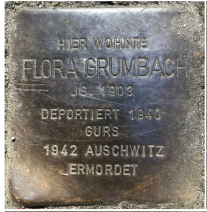 HIER WOHNTE
FLORA GRUMBACH
JG. 1903
DEPORTIERT 1940
GURS
1942 AUSCHWITZ
ERMORDET